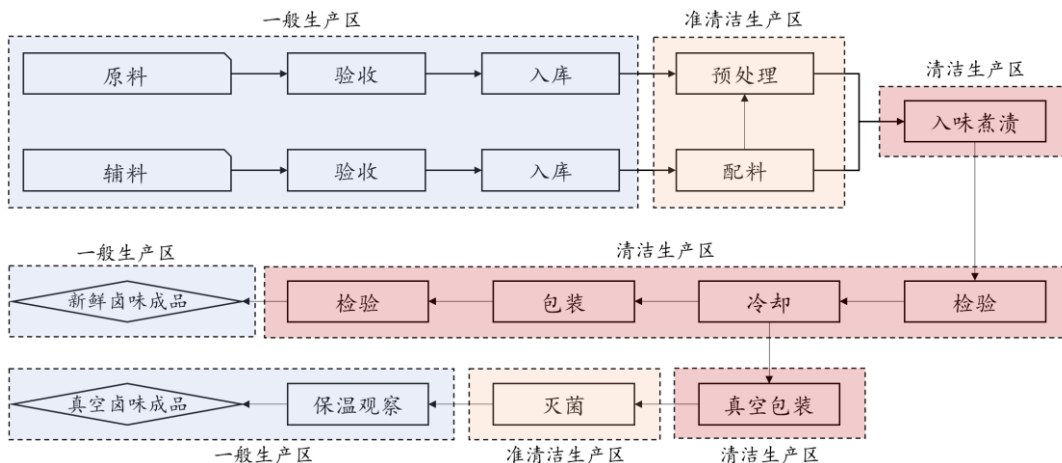 一般生产区
准清洁生产区
原料
验收
入库
预处理
清洁生产区
入味煮渍
辅料
验收
入库
配料
一般生产区
清洁生产区
新鲜卤味成品
检验
包装
冷却
检验
真空卤味成品
保温观察
灭菌
真空包装
一般生产区
准清洁生产区
清洁生产区